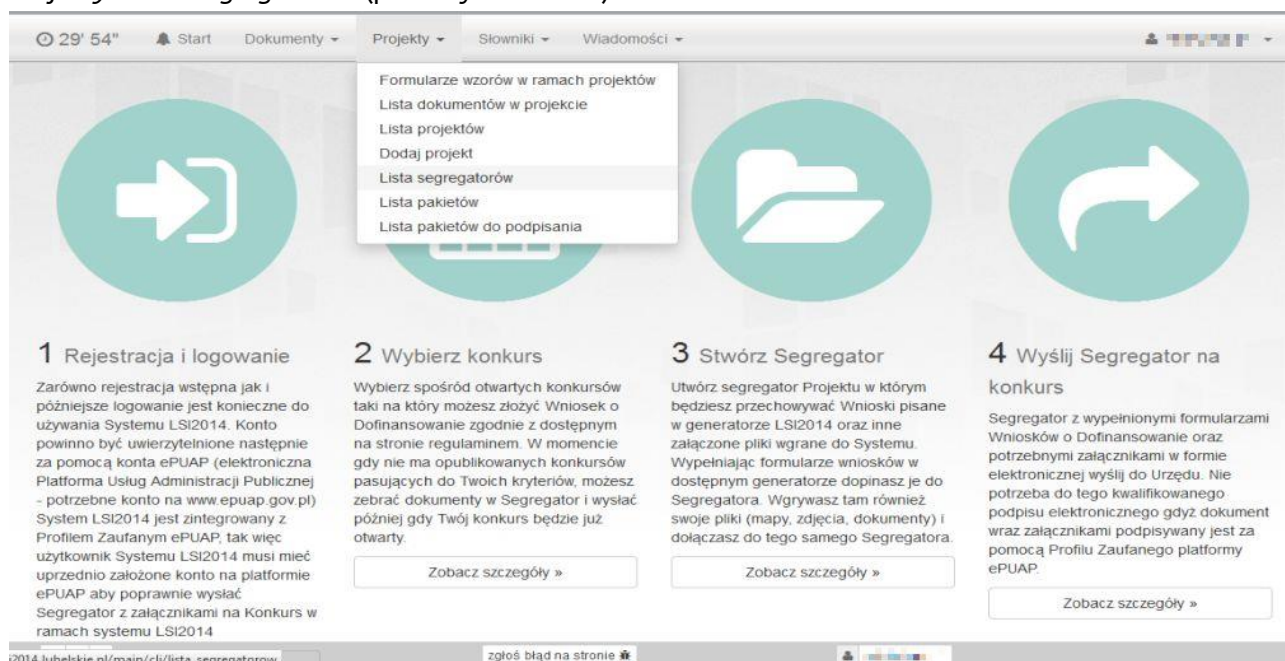 29' 54" Start Dokumenty Projekty Słowniki Wiadomości
Formularze wzorów w ramach projektów
Lista dokumentów w projekcie
Lista projektów
Dodaj projekt
Lista segregatorów
Lista pakietów
Lista pakietów do podpisania
1 Rejestracja i logowanie
Zarówno rejestracja wstępna jak i
późniejsze logowanie jest konieczne do
używania Systemu LSI2014. Konto
powinno być uwierzytelnione następnie
za pomocą konta ePUAP (elektroniczna
Platforma Usług Administracji Publicznej
- potrzebne konto na www.epuap.gov.pl)
System LSI2014 jest zintegrowany z
Profilem Zaufanym ePUAP, tak więc
użytkownik Systemu LSI2014 musi mieć
uprzednio założone konto na platformie
ePUAP aby poprawnie wysłać
Segregator z załącznikami na Konkurs w
ramach systemu LSI2014
2 Wybierz konkurs
Wybierz spośród otwartych konkursów
taki na który możesz złożyć Wniosek o
Dofinansowanie zgodnie z dostępnym
na stronie regulaminem. W momencie
gdy nie ma opublikowanych konkursów
pasujących do Twoich kryteriów, możesz
zebrać dokumenty w Segregator i wysłać
później gdy Twój konkurs będzie już
otwarty.
Zobacz szczegóły »
3 Stwórz Segregator
Utwórz segregator Projektu w którym
będziesz przechowywać Wnioski pisane
w generatorze LSI2014 oraz inne
załączone pliki wgrane do Systemu.
Wypełniając formularze wniosków w
dostępnym generatorze dopinasz je do
Segregatora. Wgrywasz tam również
swoje pliki (mapy, zdjęcia, dokumenty) i
dołączasz do tego samego Segregatora.
Zobacz szczegóły »
4 Wyślij Segregator na
konkurs
Segregator z wypełnionymi formularzami
Wniosków o Dofinansowanie oraz
potrzebnymi załącznikami w formie
elektronicznej wyślij do Urzędu. Nie
potrzeba do tego kwalifikowanego
podpisu elektronicznego gdyż dokument
wraz załącznikami podpisywany jest za
pomocą Profilu Zaufanego platformy
ePUAP.
Zobacz szczegóły »
zgłoś błąd na stronie
2014.lubelskie.pl/main/cli/lista_segregatorow